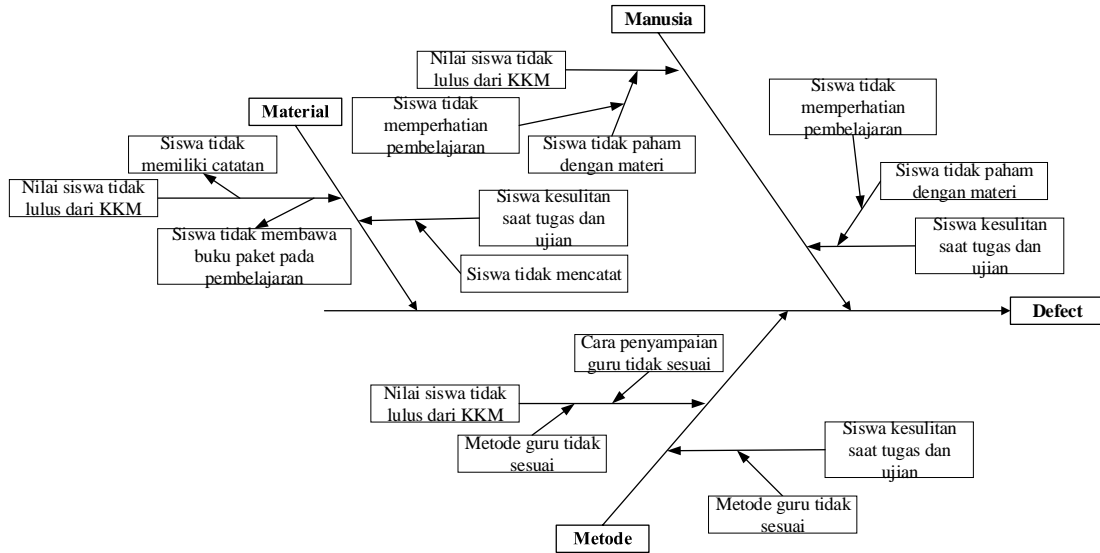 Manusia
Nilai siswa tidak
lulus dari KKM
Siswa tidak
memperhatian
pembelajaran
Siswa tidak paham
dengan materi
Siswa tidak
memperhatian
pembelajaran
Siswa tidak paham
dengan materi
Siswa kesulitan
saat tugas dan
ujian
Material
Siswa tidak
memiliki catatan
Nilai siswa tidak
lulus dari KKM
Siswa tidak membawa
buku paket pada
pembelajaran
Siswa kesulitan
saat tugas dan
ujian
Siswa tidak mencatat
Defect
Cara penyampaian
guru tidak sesuai
Nilai siswa tidak
lulus dari KKM
Metode guru tidak
sesuai
Siswa kesulitan
saat tugas dan
ujian
Metode guru tidak
sesuai
Metode